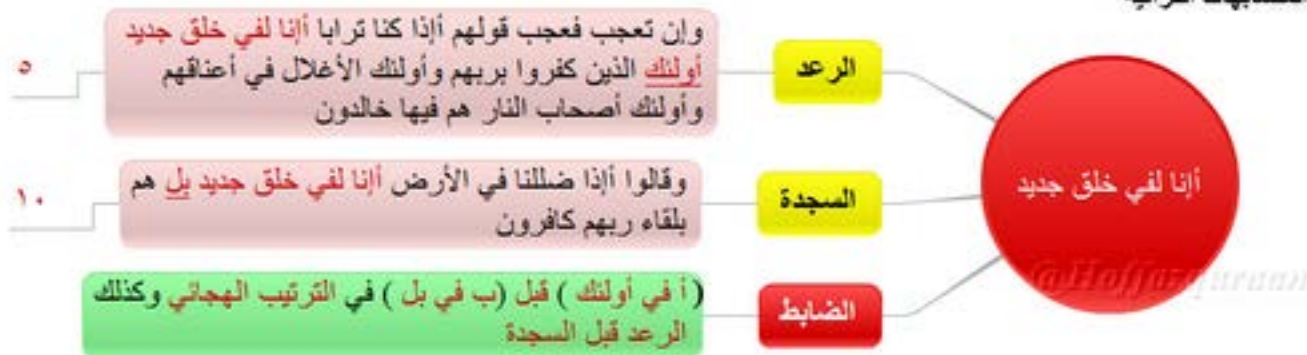 أإنا لفي خلق جديد
الرعد
وإن تعجب فعجب قولهم أإذا كنا ترابا أإنا لفي خلق جديد
أولئك الذين كفروا بربهم وأولئك الأغلال في أعناقهم
وأولئك أصحاب النار هم فيها خالدون
٥
السجدة
وقالوا أإذا ضللنا في الأرض أإنا لفي خلق جديد بل هم
بلقاء ربهم كافرون
١٠
الضابط
( أ في أولئك ) قبل (ب في بل ) في الترتيب الهجائي وكذلك
الرعد قبل السجدة